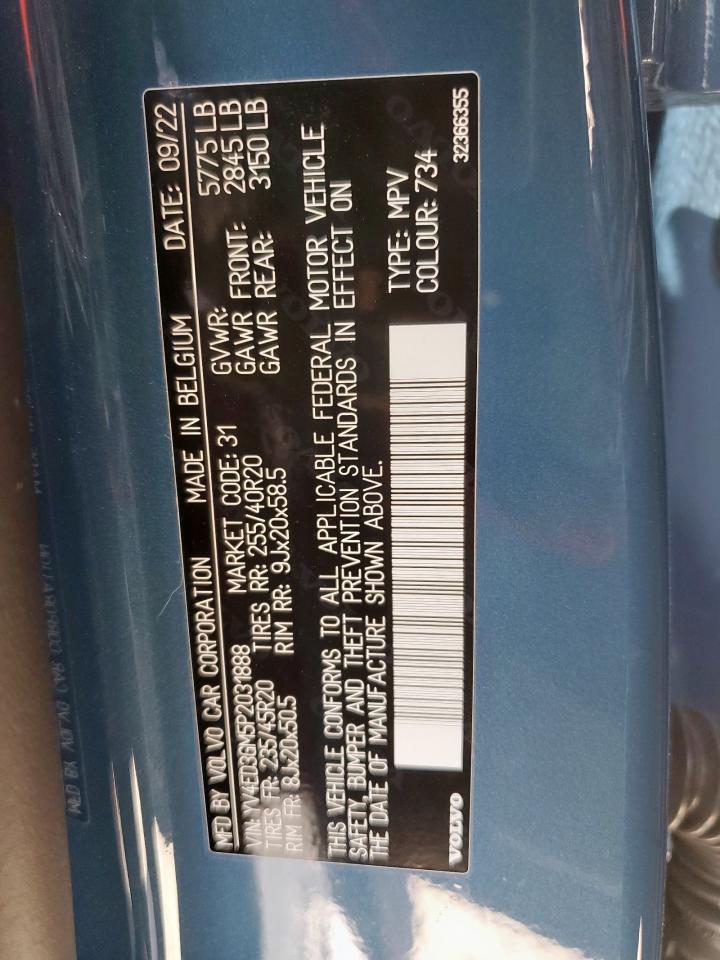 MFD BY VOLVO CAR CORPORATION MADE IN BELGIUM DATE: 09/22
VIN: YV4ED3GM5P2031888 MARKET CODE: 31 GVWR: 5775 LB
TIRES FR: 235/45R20 TIRES RR: 255/40R20 GAWR FRONT: 2845 LB
RIM FR: 8Jx20x50.5 RIM RR: 9Jx20x58.5 GAWR REAR: 3150 LB
THIS VEHICLE CONFORMS TO ALL APPLICABLE FEDERAL MOTOR VEHICLE
SAFETY, BUMPER AND THEFT PREVENTION STANDARDS IN EFFECT ON
THE DATE OF MANUFACTURE SHOWN ABOVE.
TYPE: MPV
COLOUR: 734
VOLVO
32366355